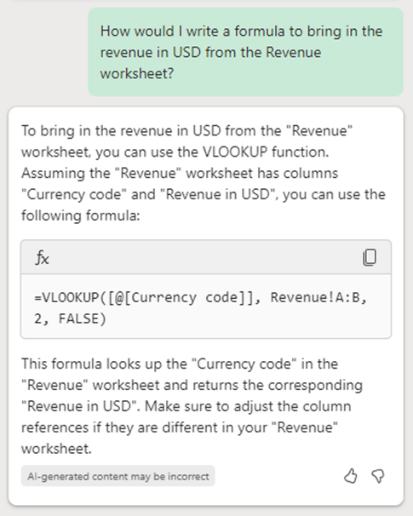 How would I write a formula to bring in the
revenue in USD from the Revenue
worksheet?
To bring in the revenue in USD from the "Revenue"
worksheet, you can use the VLOOKUP function.
Assuming the "Revenue" worksheet has columns
"Currency code" and "Revenue in USD", you can use the
following formula:
fx
=VLOOKUP([@[Currency code]], Revenue!A:B,
2, FALSE)
This formula looks up the "Currency code" in the
"Revenue" worksheet and returns the corresponding
"Revenue in USD". Make sure to adjust the column
references if they are different in your "Revenue"
worksheet.
AI-generated content may be incorrect